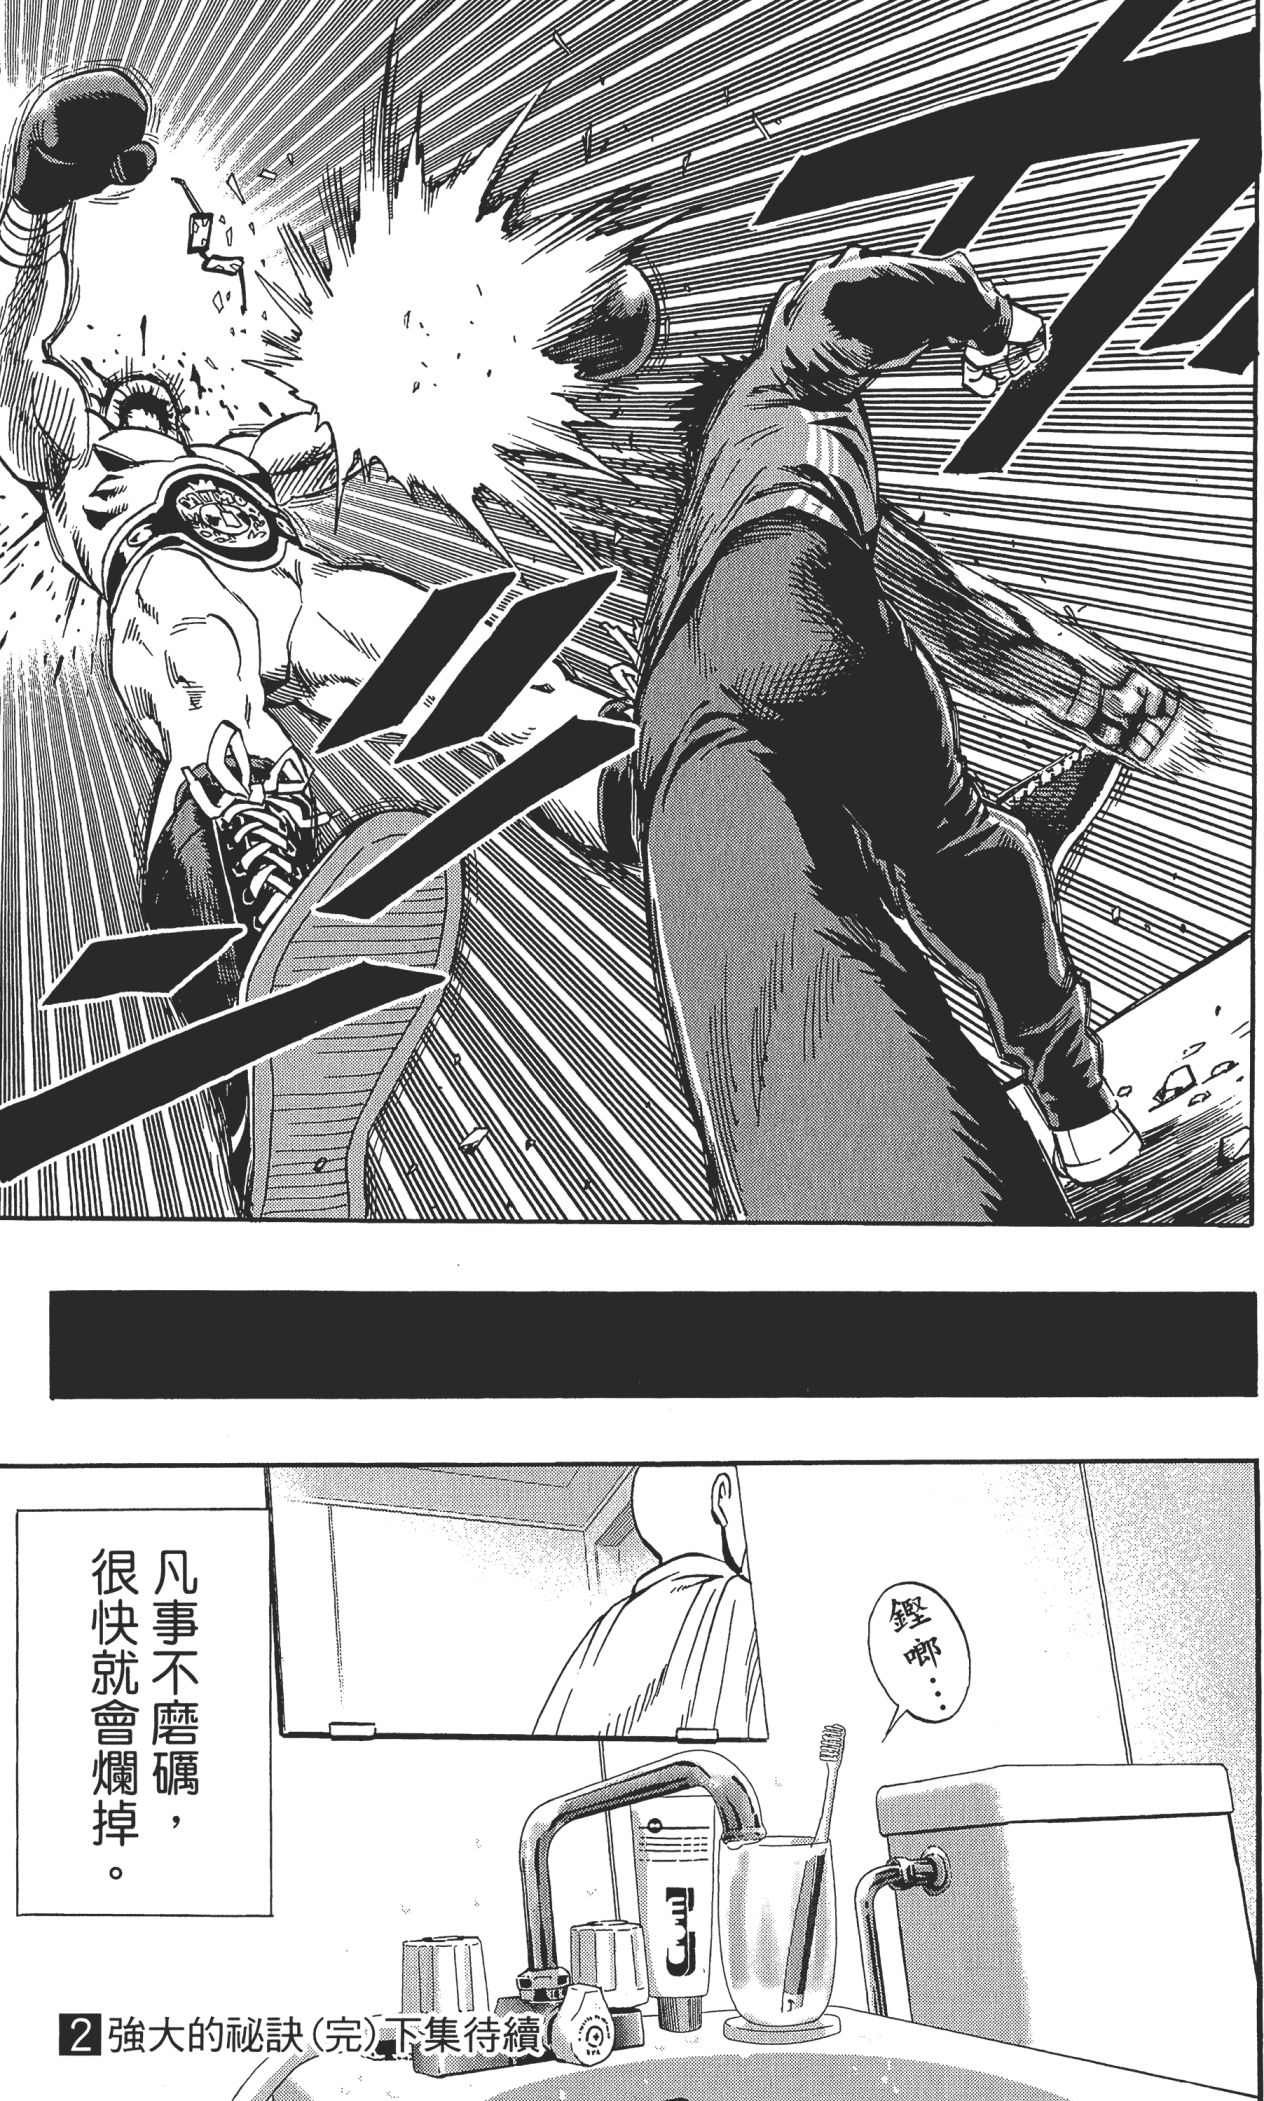 鏗啷…
凡事不磨礪，
很快就會爛掉。
2 強大的祕訣（完）下集待續